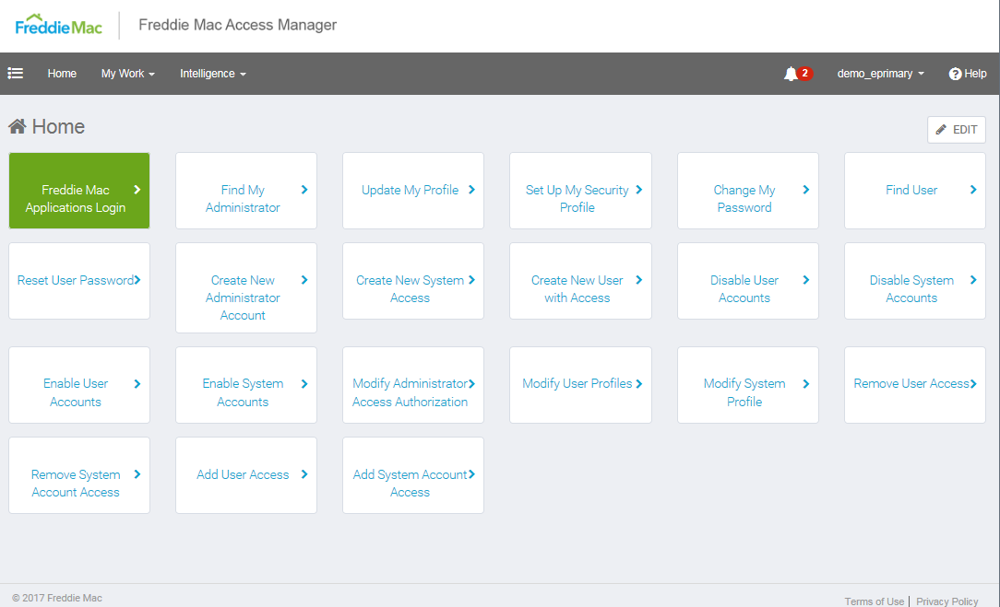 FreddieMac
Freddie Mac Access Manager
Home My Work Intelligence 2 demo_eprimary Help
Home
EDIT
Freddie Mac
Applications Login
Find My
Administrator
Update My Profile
Set Up My Security
Profile
Change My
Password
Find User
Reset User Password
Create New
Administrator
Account
Create New System
Access
Create New User
with Access
Disable User
Accounts
Disable System
Accounts
Enable User
Accounts
Enable System
Accounts
Modify Administrator
Access Authorization
Modify User Profiles
Modify System
Profile
Remove User Access
Remove System
Account Access
Add User Access
Add System Account
Access
© 2017 Freddie Mac
Terms of Use | Privacy Policy